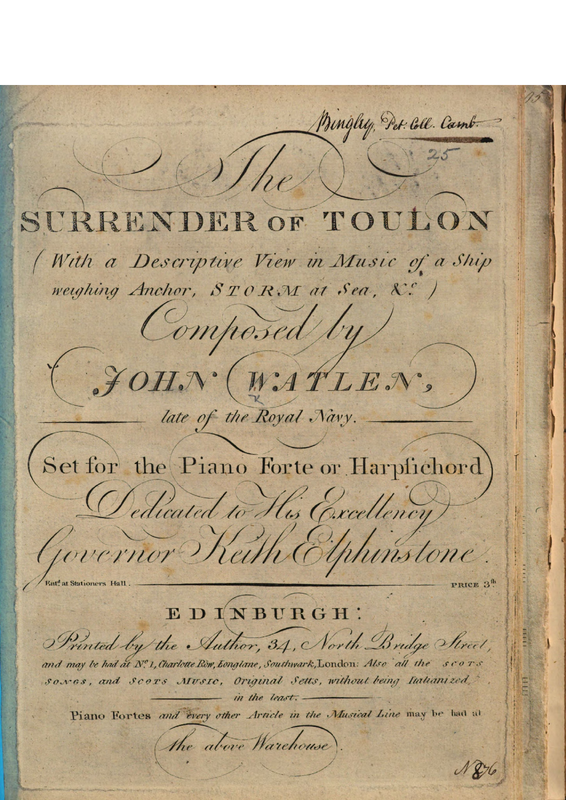 Bingley, Pet. Coll. Camb.
25
The
SURRENDER OF TOULON
(With a Descriptive View in Music of a Ship
weighing Anchor, STORM at Sea, &c.)
Composed by
JOHN WATLEN,
late of the Royal Navy.
Set for the Piano Forte or Harpſichord
Dedicated to His Excellency
Governor Keith Elphinstone.
Ent.d at Stationers Hall. PRICE 3sh
EDINBURGH:
Printed by the Author, 34, North Bridge Street,
and may be had at No. 1, Charlotte Row, Longlane, Southwark, London: Also all the SCOTS
SONGS, and SCOTS MUSIC, Original Setts, without being Italianized,
in the least.
Piano Fortes and every other Article in the Musical Line may be had at
the above Warehouse.